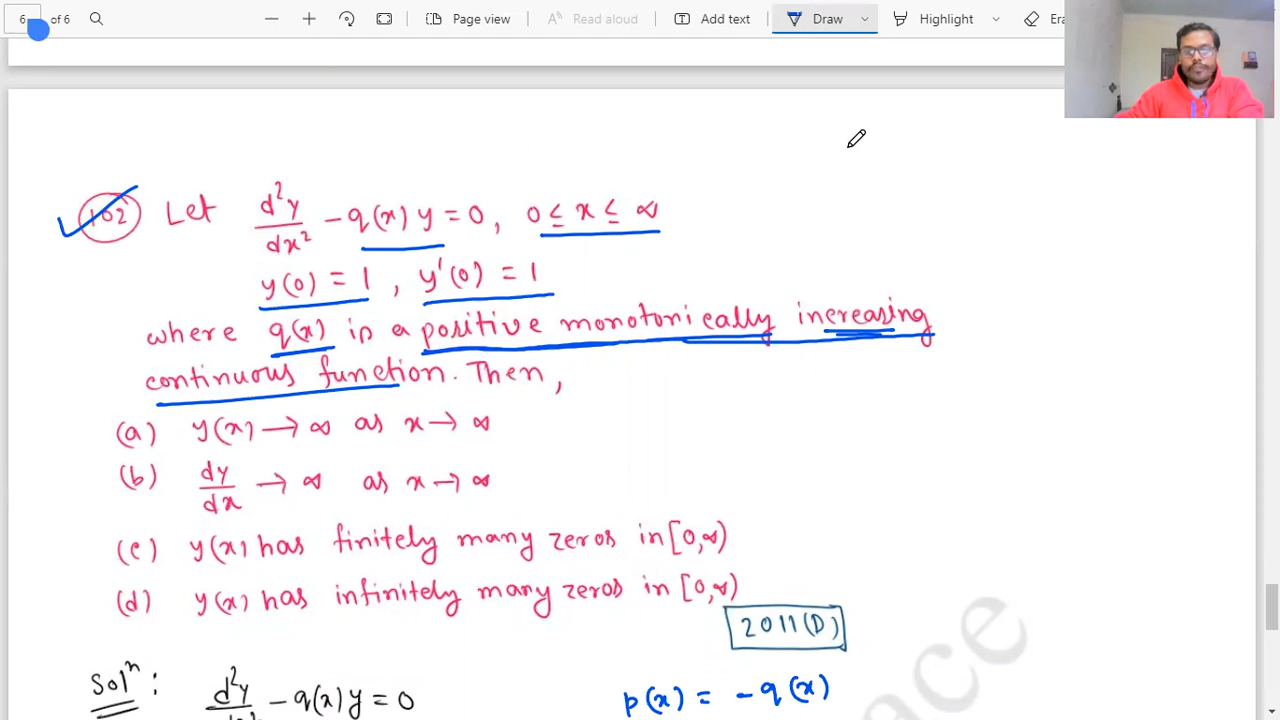 6 of 6 Page view Read aloud Add text Draw Highlight Era
102 Let d²y/dx² − q(x) y = 0, 0 ≤ x ≤ ∞
y(0) = 1, y'(0) = 1
where q(x) is a positive monotonically increasing
continuous function. Then,
(a) y(x) → ∞ as x → ∞
(b) dy/dx → ∞ as x → ∞
(c) y(x) has finitely many zeros in [0,∞)
(d) y(x) has infinitely many zeros in [0,∞)
2011(D)
Solⁿ : d²y/dx² − q(x) y = 0 p(x) = −q(x)
ace